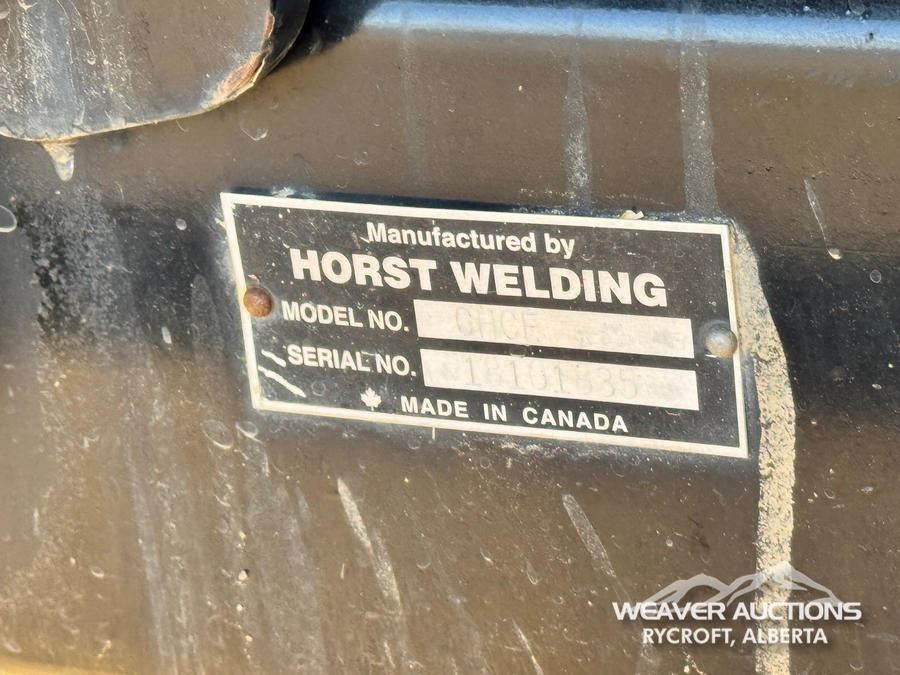 Manufactured by
HORST WELDING
MODEL NO.
SERIAL NO.
MADE IN CANADA
WEAVER AUCTIONS
RYCROFT, ALBERTA